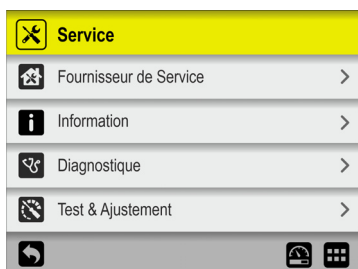 Service
Fournisseur de Service
Information
Diagnostique
Test & Ajustement